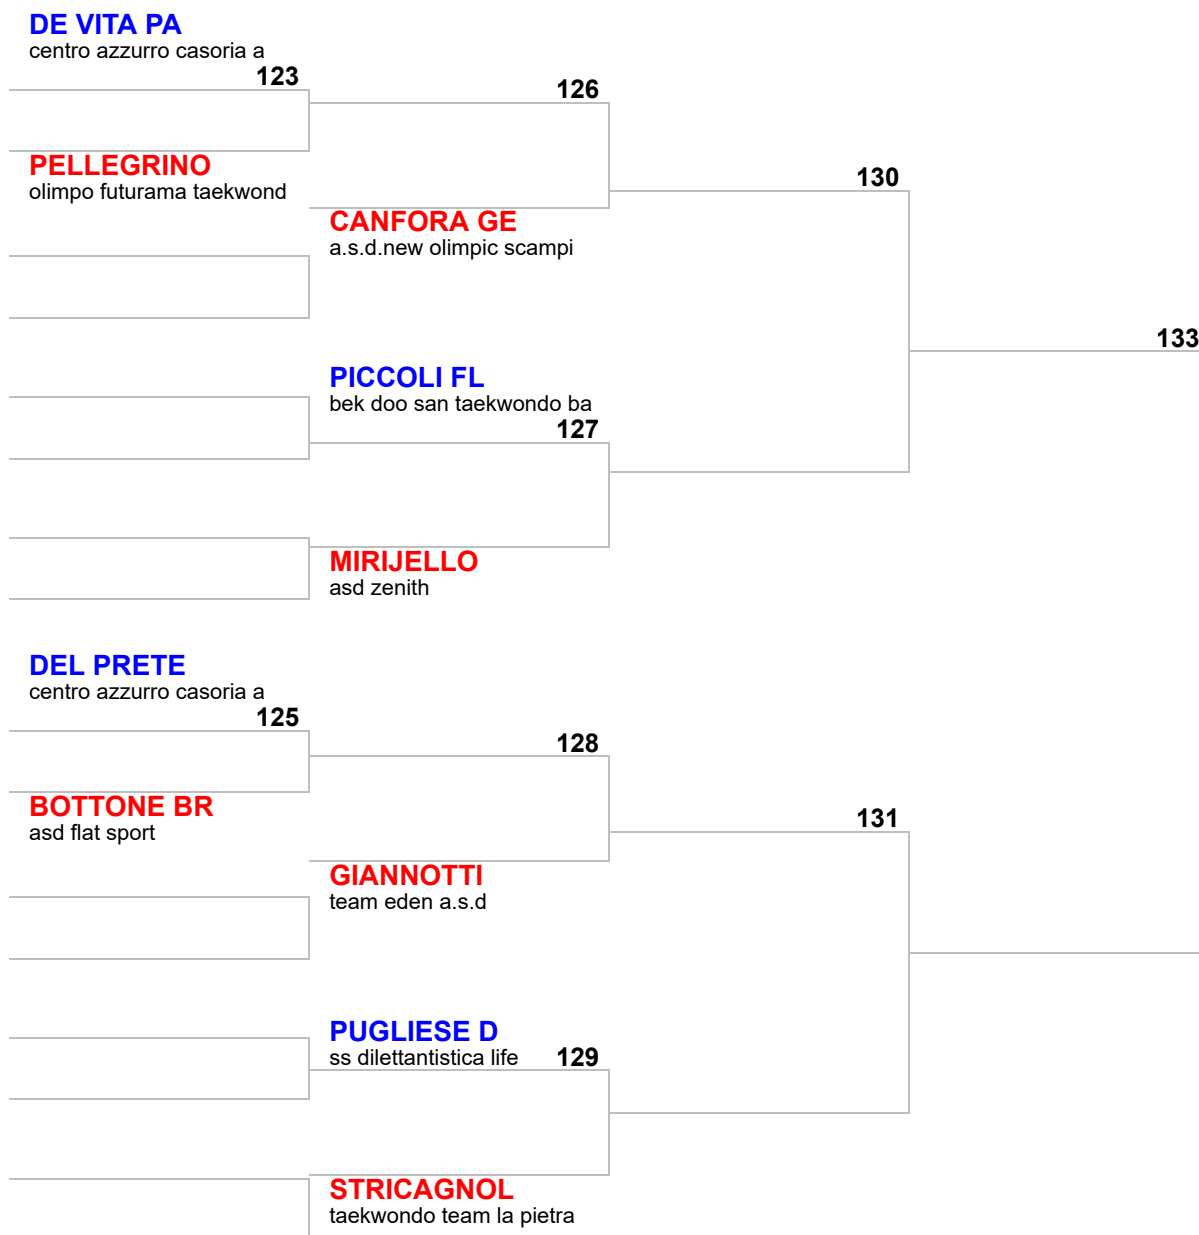 DE VITA PA
centro azzurro casoria a
123
126
PELLEGRINO
olimpo futurama taekwond
130
CANFORA GE
a.s.d.new olimpic scampi
133
PICCOLI FL
bek doo san taekwondo ba
127
MIRIJELLO
asd zenith
DEL PRETE
centro azzurro casoria a
125
128
BOTTONE BR
asd flat sport
131
GIANNOTTI
team eden a.s.d
PUGLIESE D
ss dilettantistica life
129
STRICAGNOL
taekwondo team la pietra